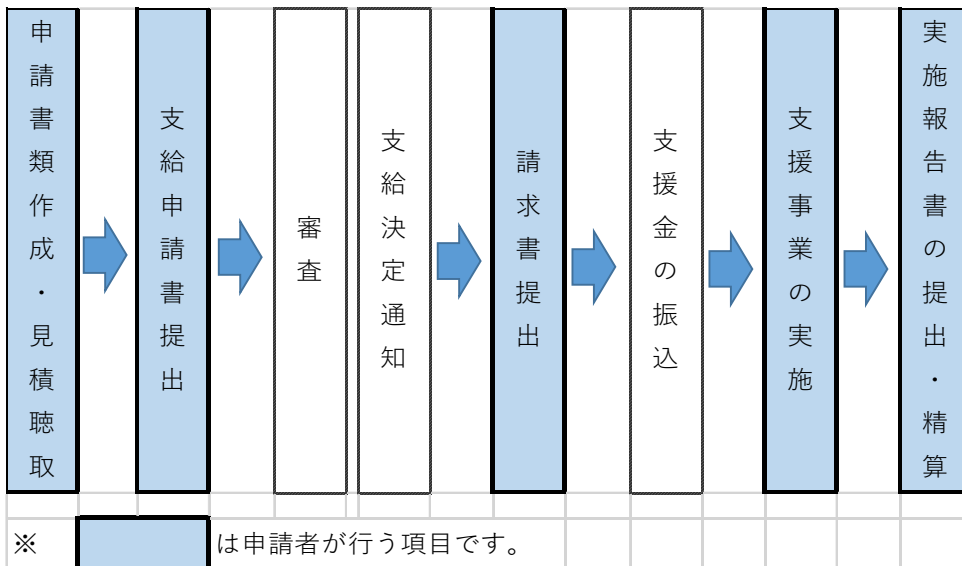 申請書類作成・見積聴取
支給申請書提出
審査
支給決定通知
請求書提出
支援金の振込
支援事業の実施
実施報告書の提出・精算
※ は申請者が行う項目です。